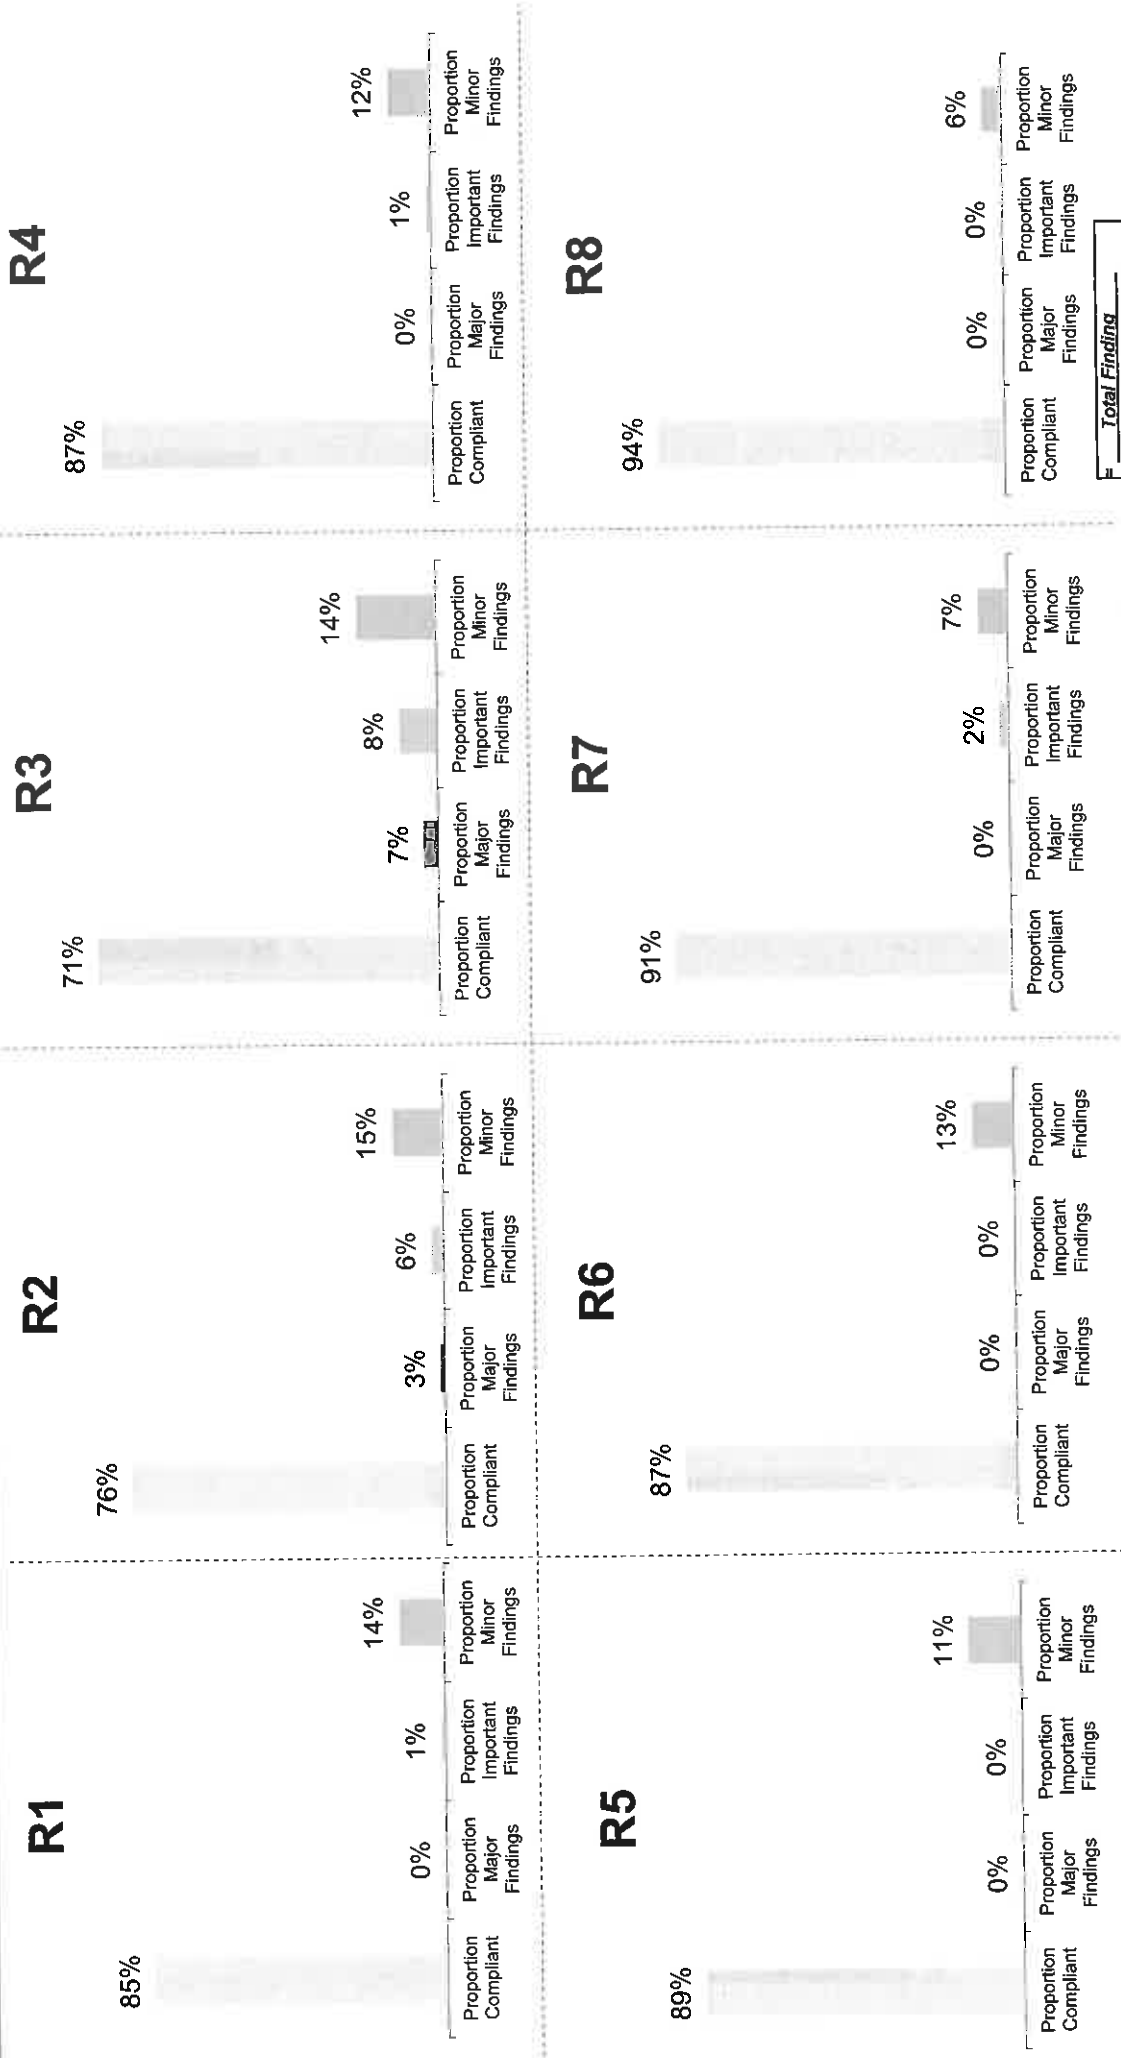 R1
85%
0%
1%
14%
Proportion
Compliant
Proportion
Major
Findings
Proportion
Important
Findings
Proportion
Minor
Findings
R2
76%
3%
6%
15%
Proportion
Compliant
Proportion
Major
Findings
Proportion
Important
Findings
Proportion
Minor
Findings
R3
71%
7%
8%
14%
Proportion
Compliant
Proportion
Major
Findings
Proportion
Important
Findings
Proportion
Minor
Findings
R4
87%
0%
1%
12%
Proportion
Compliant
Proportion
Major
Findings
Proportion
Important
Findings
Proportion
Minor
Findings
R5
89%
0%
0%
11%
Proportion
Compliant
Proportion
Major
Findings
Proportion
Important
Findings
Proportion
Minor
Findings
R6
87%
0%
0%
13%
Proportion
Compliant
Proportion
Major
Findings
Proportion
Important
Findings
Proportion
Minor
Findings
R7
91%
0%
2%
7%
Proportion
Compliant
Proportion
Major
Findings
Proportion
Important
Findings
Proportion
Minor
Findings
R8
94%
0%
0%
6%
Proportion
Compliant
Proportion
Major
Findings
Proportion
Important
Findings
Proportion
Minor
Findings
Total Finding